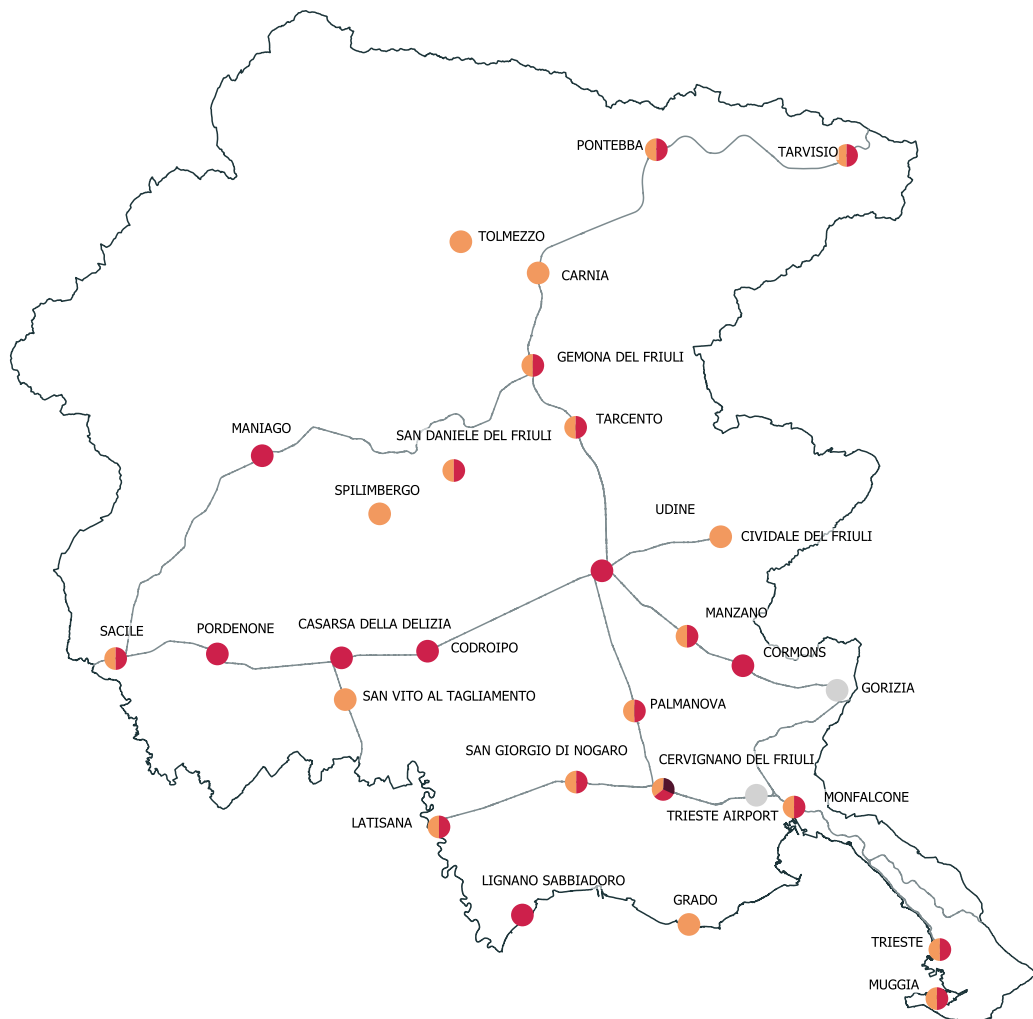 PONTEBBA
TARVISIO
TOLMEZZO
CARNIA
GEMONA DEL FRIULI
TARCENTO
MANIAGO
SAN DANIELE DEL FRIULI
SPILIMBERGO
UDINE
CIVIDALE DEL FRIULI
MANZANO
SACILE
PORDENONE
CASARSA DELLA DELIZIA
CODROIPO
CORMONS
GORIZIA
SAN VITO AL TAGLIAMENTO
PALMANOVA
SAN GIORGIO DI NOGARO
CERVIGNANO DEL FRIULI
MONFALCONE
TRIESTE AIRPORT
LATISANA
LIGNANO SABBIADORO
GRADO
TRIESTE
MUGGIA